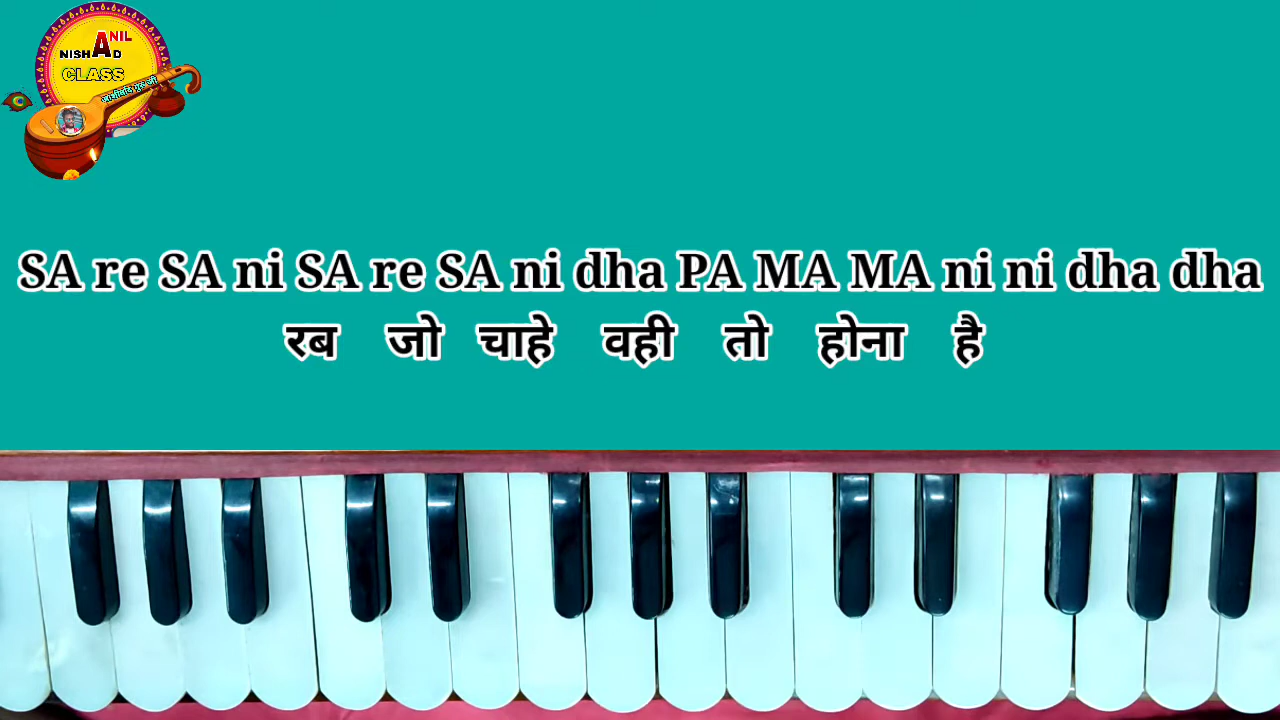 ANIL
NISHAD
CLASS
SA re SA ni SA re SA ni dha PA MA MA ni ni dha dha
रब जो चाहे वही तो होना है